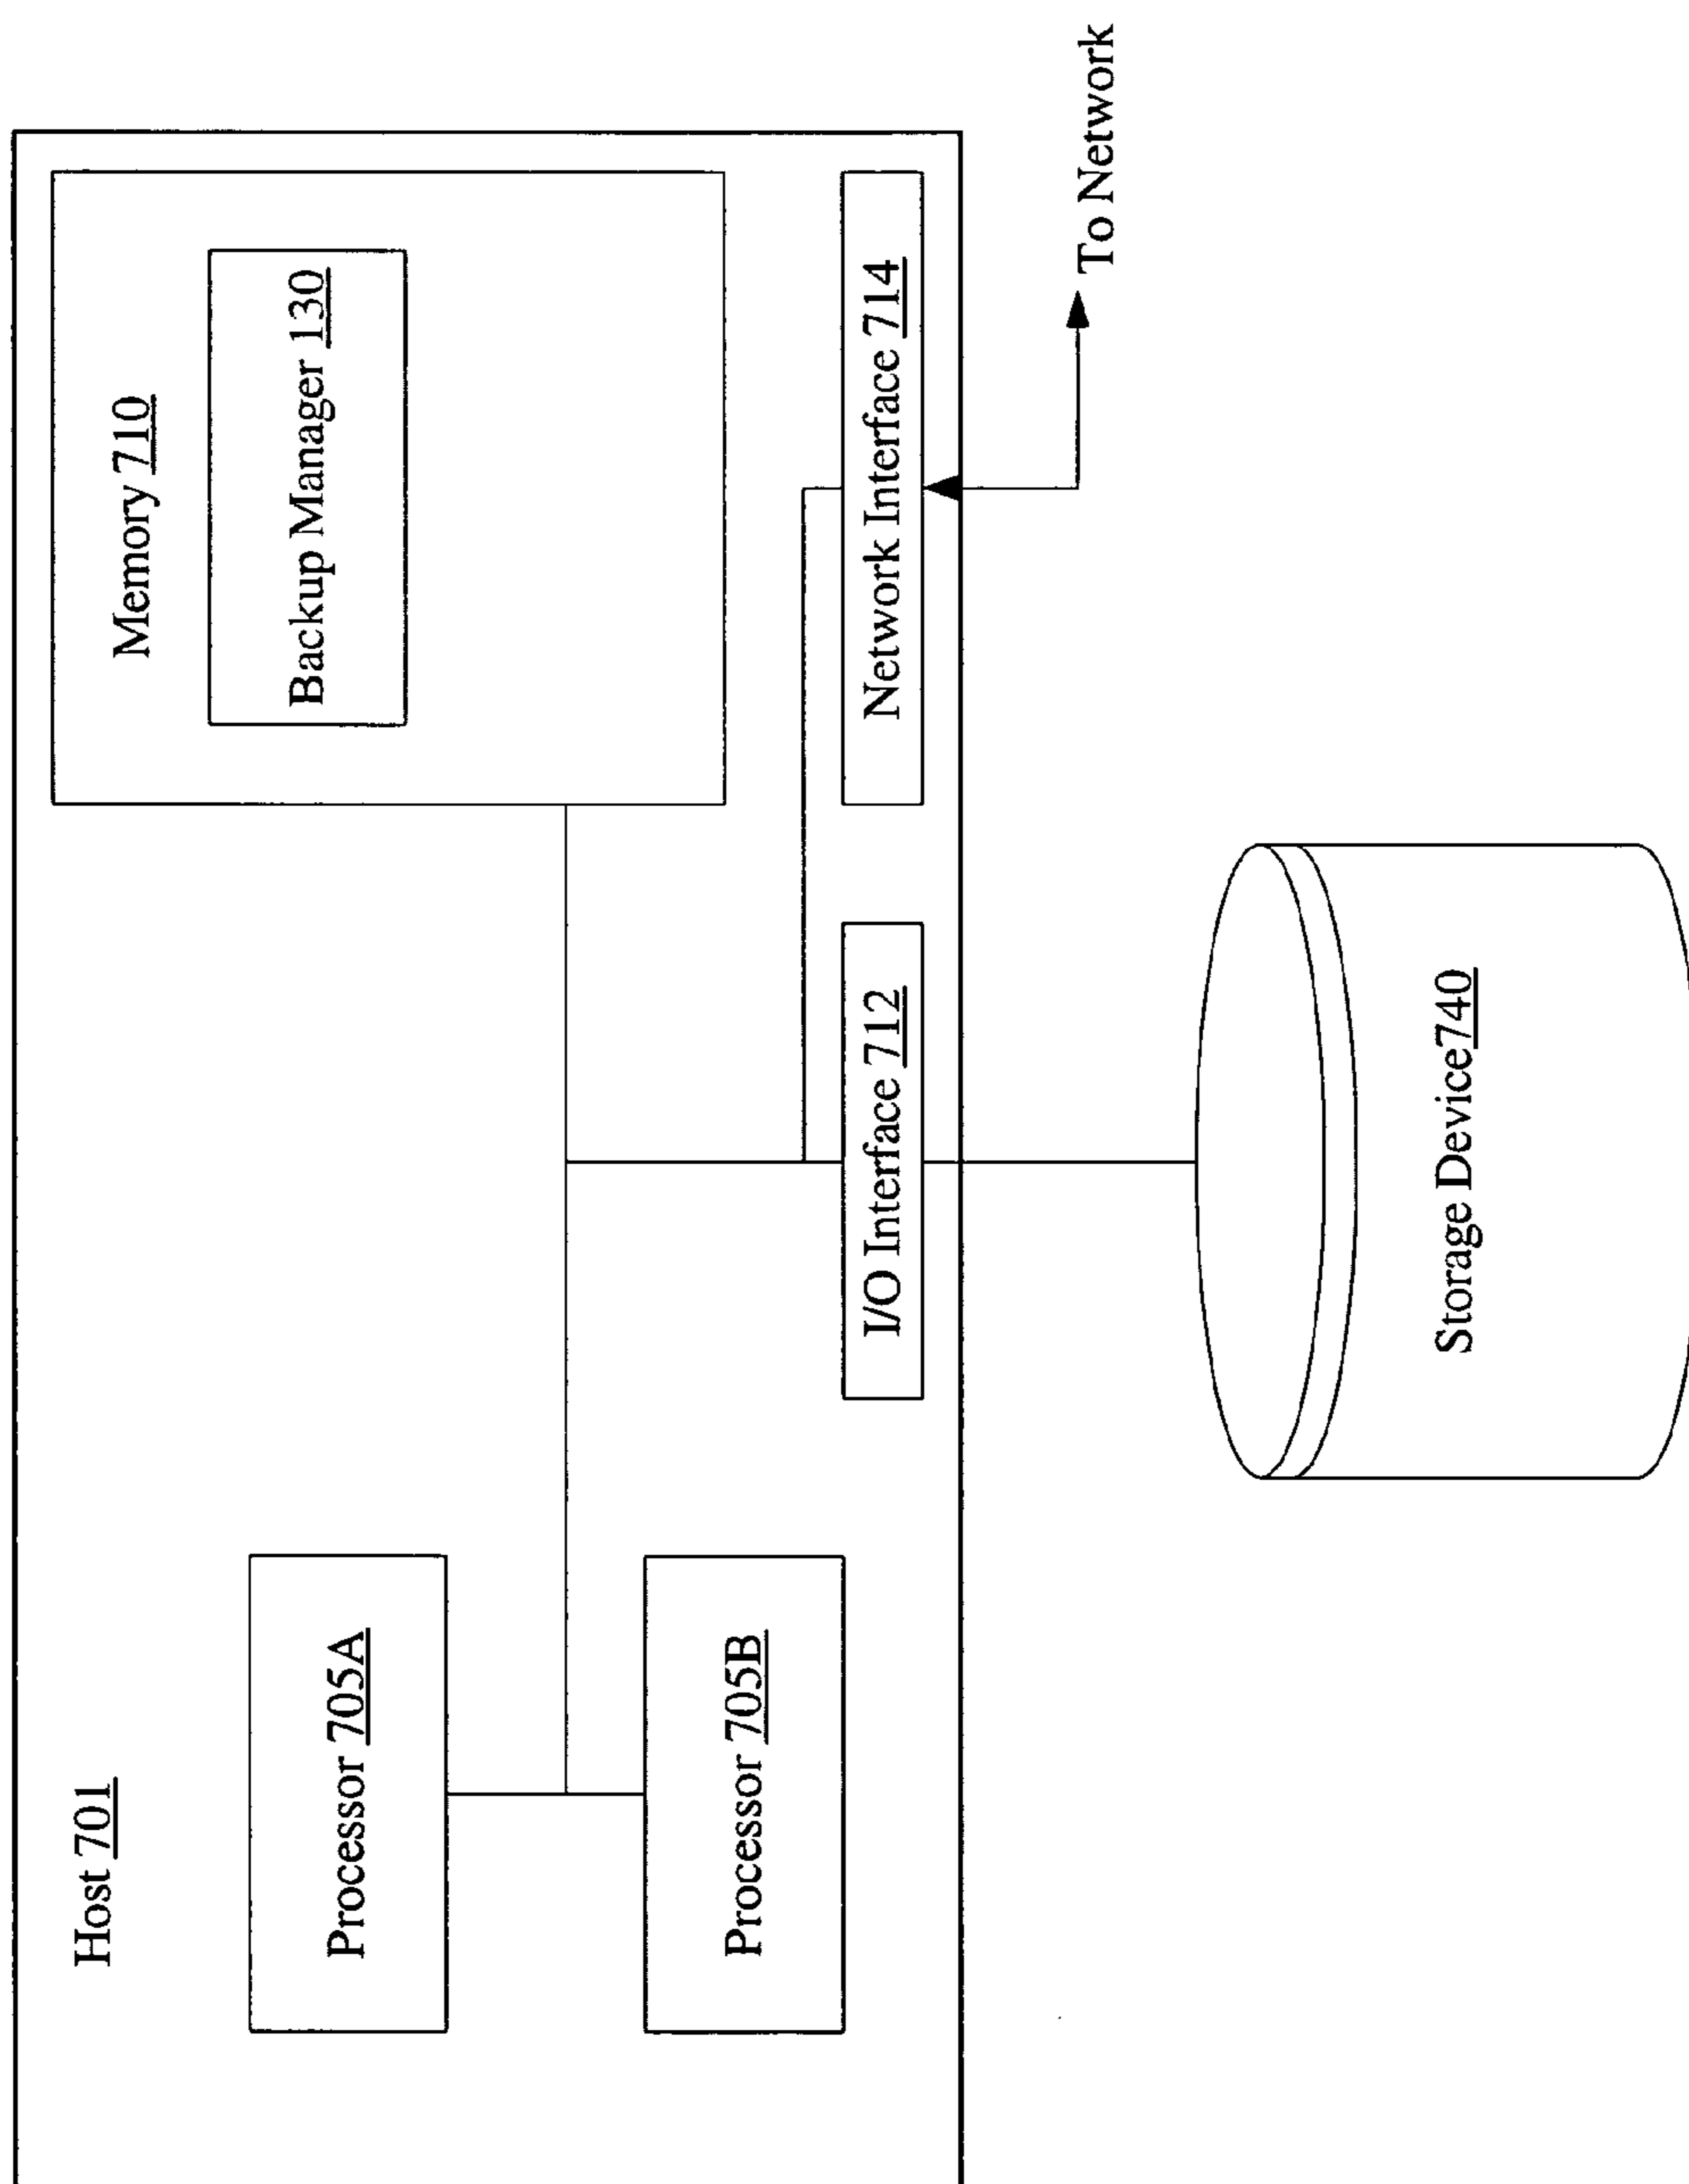 Host 701
Processor 705A
Processor 705B
Memory 710
Backup Manager 130
I/O Interface 712
Network Interface 714
To Network
Storage Device740